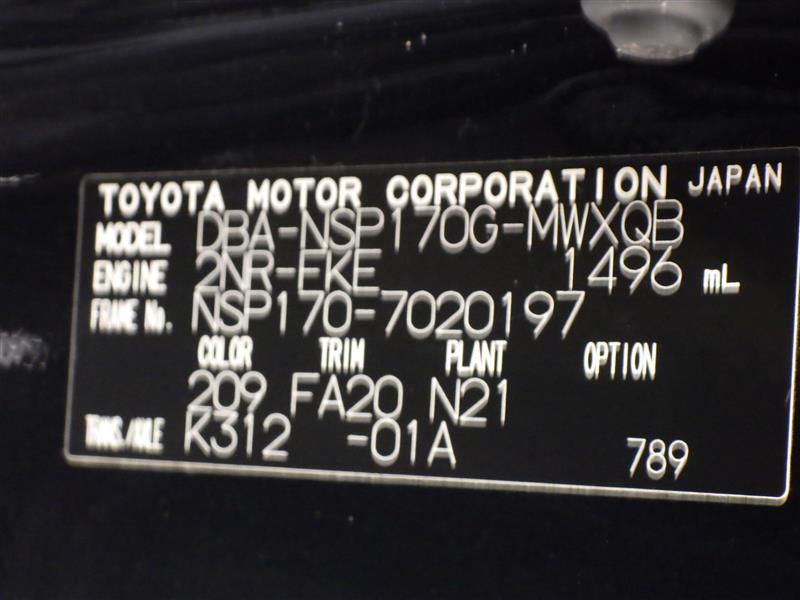 TOYOTA MOTOR CORPORATION JAPAN
MODEL DBA-NSP170G-MWXQB
ENGINE 2NR-FKE 1496 mL
FRAME No. NSP170-7020197
COLOR TRIM PLANT OPTION
209 FA20 N21
TRANS./AXLE K312 -01A 789